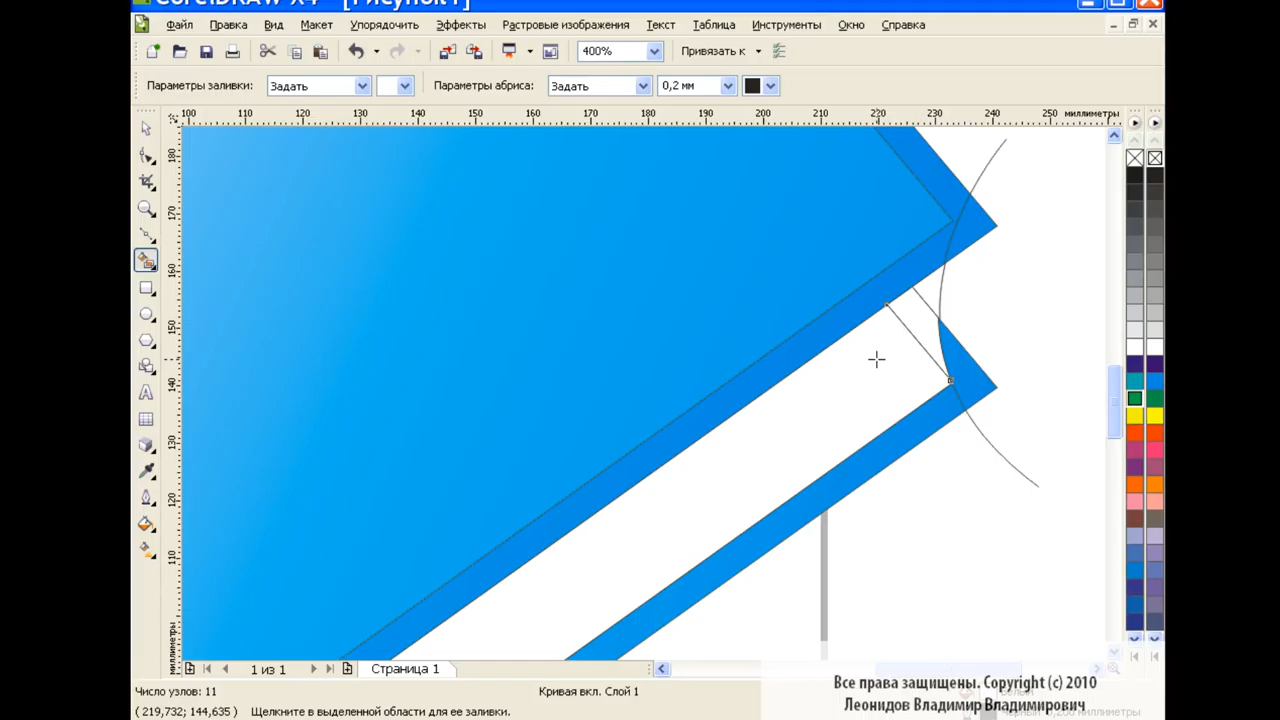 CorelDRAW X4 - [Рисунок1]
Файл Правка Вид Макет Упорядочить Эффекты Растровые изображения Текст Таблица Инструменты Окно Справка
400% Привязать к
Параметры заливки: Задать Параметры абриса: Задать 0,2 мм
100 110 120 130 140 150 160 170 180 190 200 210 220 230 240 250 миллиметры
180
170
160
150
140
130
120
110
миллиметры
1 из 1 Страница 1
Число узлов: 11 Кривая вкл. Слой 1
( 219,732; 144,635 ) Щелкните в выделенной области для ее заливки.
Все права защищены. Copyright (c) 2010
Леонидов Владимир Владимирович